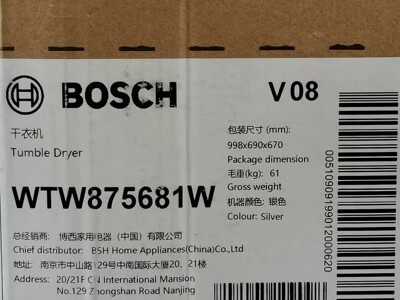 BOSCH
V 08
干衣机
Tumble Dryer
WTW875681W
包装尺寸 (mm):
998x690x670
Package dimension
毛重(kg): 61
Gross weight
机器颜色: 银色
Colour: Silver
总经销商: 博西家用电器（中国）有限公司
Chief distributor: BSH Home Appliances(China)Co.,Ltd
地址: 南京市中山路129号中南国际大厦20、21楼
Address: 20/21F International Mansion
No.129 Zhongshan Road Nanjing
00510909199012000620